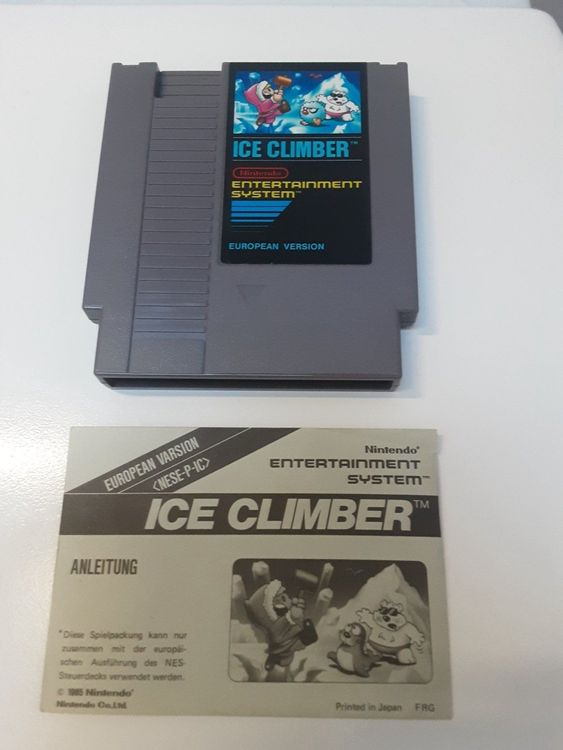 ICE CLIMBER™
Nintendo
ENTERTAINMENT
SYSTEM™
EUROPEAN VERSION
EUROPEAN VARSION
<NESE-P-IC>
Nintendo®
ENTERTAINMENT
SYSTEM™
ICE CLIMBER™
ANLEITUNG
*Diese Spielpackung kann nur
zusammen mit der europäi-
schen Ausführung des NES-
Steuerdecks verwendet werden.
© 1985 Nintendo®
Nintendo Co., Ltd.
Printed in Japan FRG